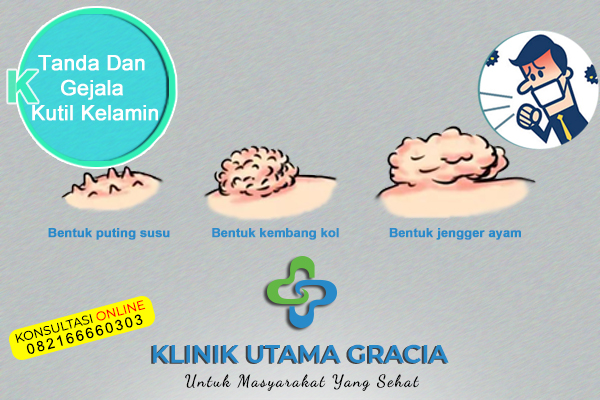 Tanda Dan
Gejala
Kutil Kelamin
K
Bentuk puting susu
Bentuk kembang kol
Bentuk jengger ayam
KONSULTASI ONLINE
082166660303
KLINIK UTAMA GRACIA
Untuk Masyarakat Yang Sehat